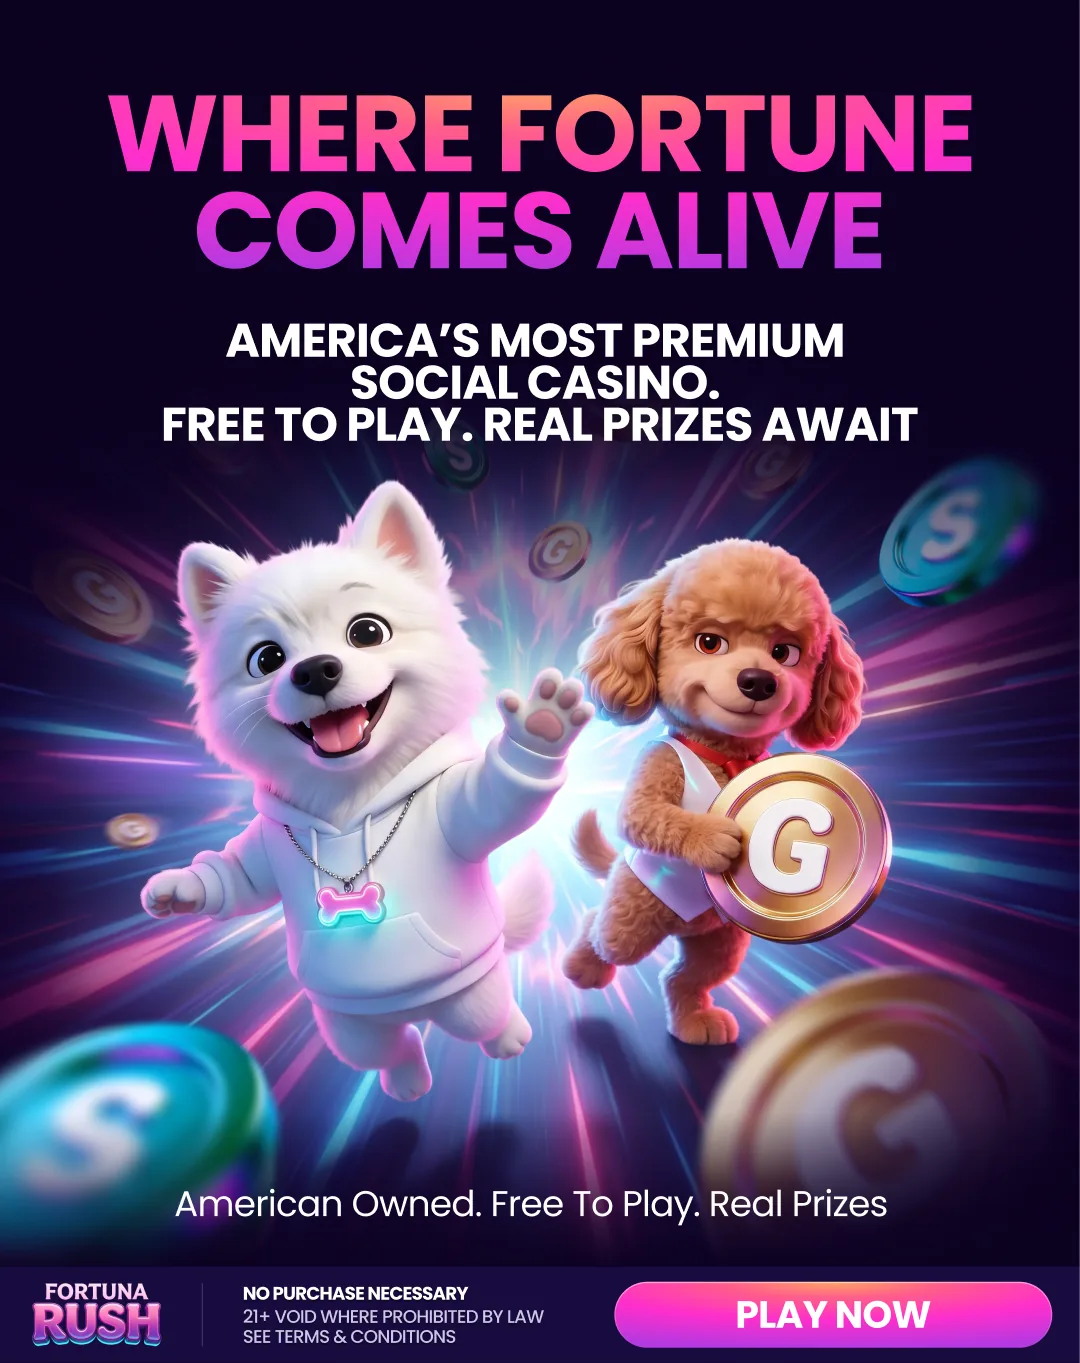 WHERE FORTUNE
COMES ALIVE
AMERICA’S MOST PREMIUM
SOCIAL CASINO.
FREE TO PLAY. REAL PRIZES AWAIT
S
G
G
S
G
G
G
S
G
American Owned. Free To Play. Real Prizes
FORTUNA
RUSH
NO PURCHASE NECESSARY
21+ VOID WHERE PROHIBITED BY LAW
SEE TERMS & CONDITIONS
PLAY NOW